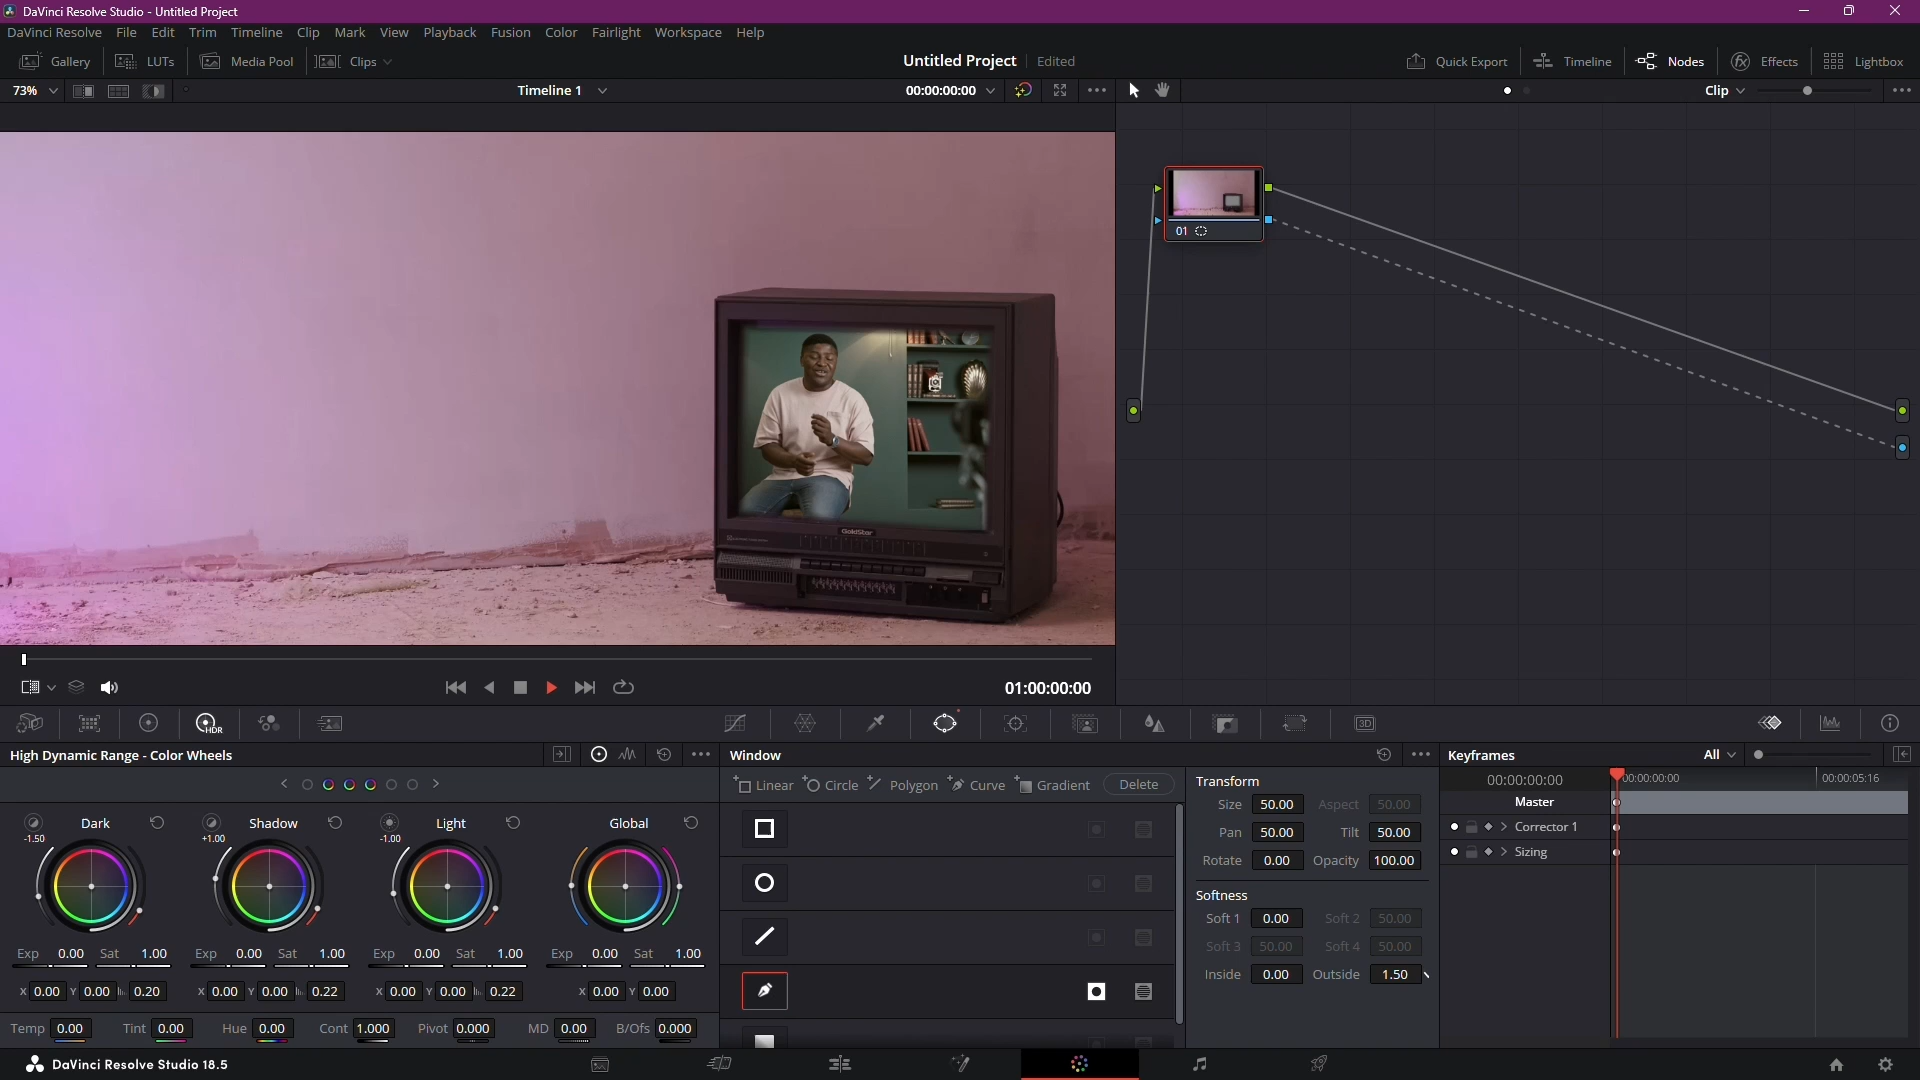 DaVinci Resolve Studio - Untitled Project
DaVinci Resolve File Edit Trim Timeline Clip Mark View Playback Fusion Color Fairlight Workspace Help
Gallery LUTs Media Pool Clips Untitled Project Edited Quick Export Timeline Nodes Effects Lightbox
73% Timeline 1 00:00:00:00 Clip
01
GoldStar
01:00:00:00
HDR 3D
High Dynamic Range - Color Wheels Window Keyframes All
Linear Circle Polygon Curve Gradient Delete Transform 00:00:00:00 00:00:00:00 00:00:05:16
Size 50.00 Aspect 50.00 Master
Dark Shadow Light Global
-1.50 +1.00 -1.00
Pan 50.00 Tilt 50.00 Corrector 1
Rotate 0.00 Opacity 100.00 Sizing
Softness
Soft 1 0.00 Soft 2 50.00
Soft 3 50.00 Soft 4 50.00
Exp 0.00 Sat 1.00 Exp 0.00 Sat 1.00 Exp 0.00 Sat 1.00 Exp 0.00 Sat 1.00
Inside 0.00 Outside 1.50
X 0.00 Y 0.00 0.20 X 0.00 Y 0.00 0.22 X 0.00 Y 0.00 0.22 X 0.00 Y 0.00
Temp 0.00 Tint 0.00 Hue 0.00 Cont 1.000 Pivot 0.000 MD 0.00 B/Ofs 0.000
DaVinci Resolve Studio 18.5